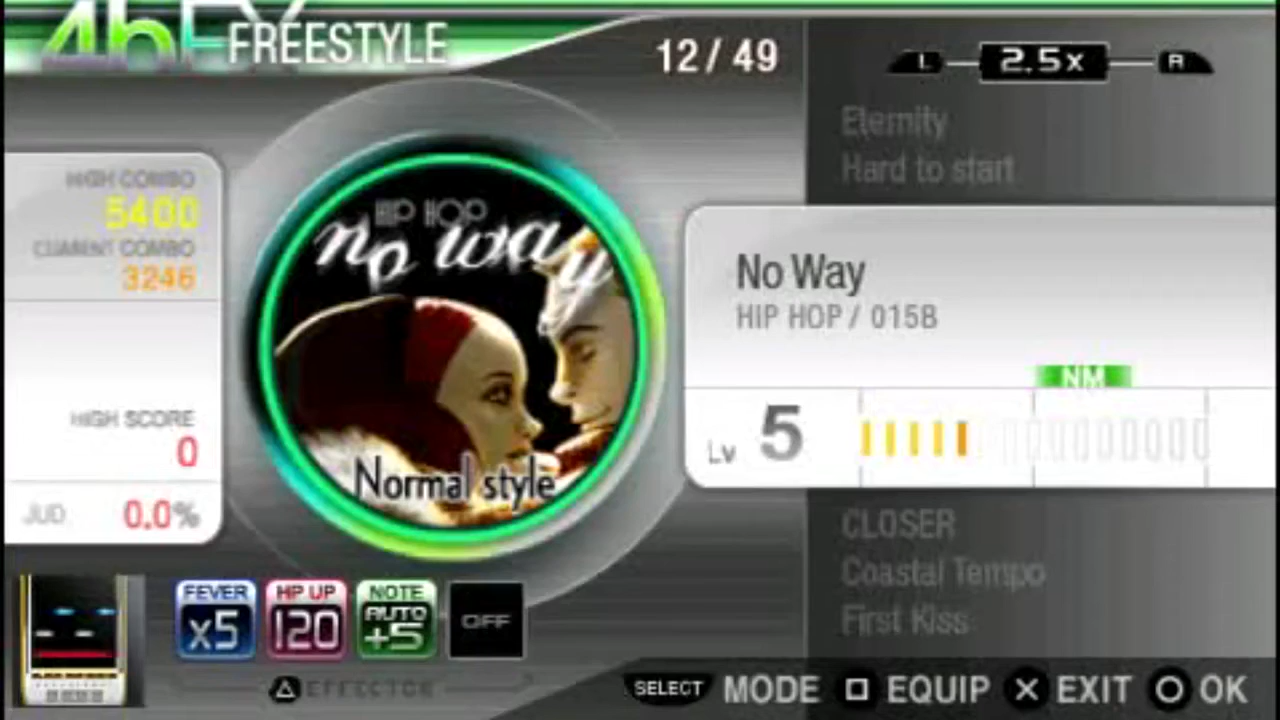 4b FX FREESTYLE
12 / 49
L 2.5x R
Eternity
Hard to start
HIGH COMBO
5400
CURRENT COMBO
3246
HIP HOP
no way
Normal style
No Way
HIP HOP / 015B
NM
Lv 5
HIGH SCORE
0
JUD 0.0%
CLOSER
Coastal Tempo
First Kiss
FEVER x5
HP UP 120
NOTE AUTO +5
OFF
EFFECTOR
SELECT MODE EQUIP EXIT OK